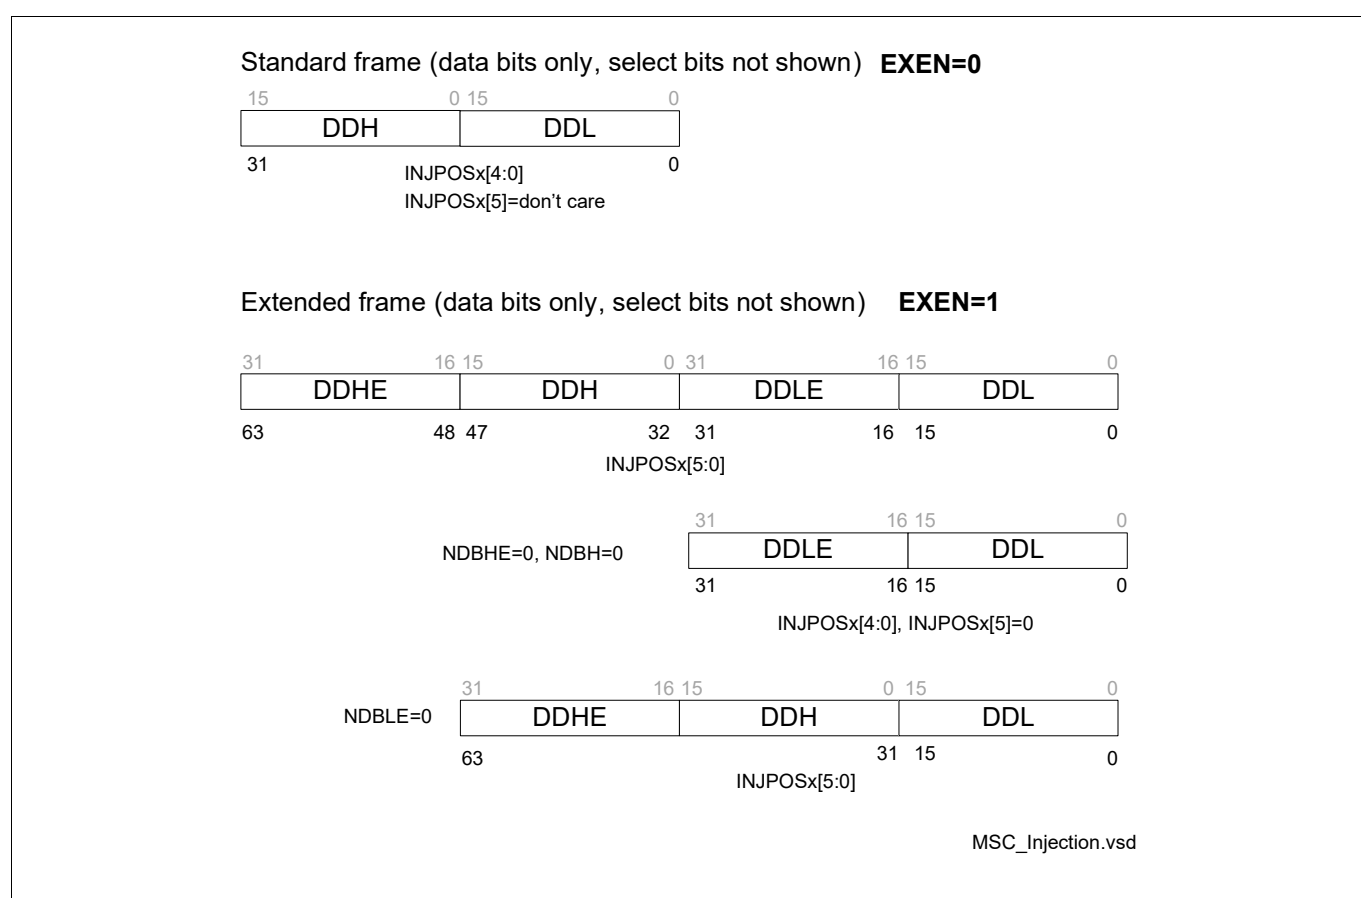 Standard frame (data bits only, select bits not shown) EXEN=0
15 0 15 0
DDH DDL
31 0
INJPOSx[4:0]
INJPOSx[5]=don't care
Extended frame (data bits only, select bits not shown) EXEN=1
31 16 15 0 31 16 15 0
DDHE DDH DDLE DDL
63 48 47 32 31 16 15 0
INJPOSx[5:0]
31 16 15 0
NDBHE=0, NDBH=0 DDLE DDL
31 16 15 0
INJPOSx[4:0], INJPOSx[5]=0
31 16 15 0 15 0
NDBLE=0 DDHE DDH DDL
63 31 15 0
INJPOSx[5:0]
MSC_Injection.vsd